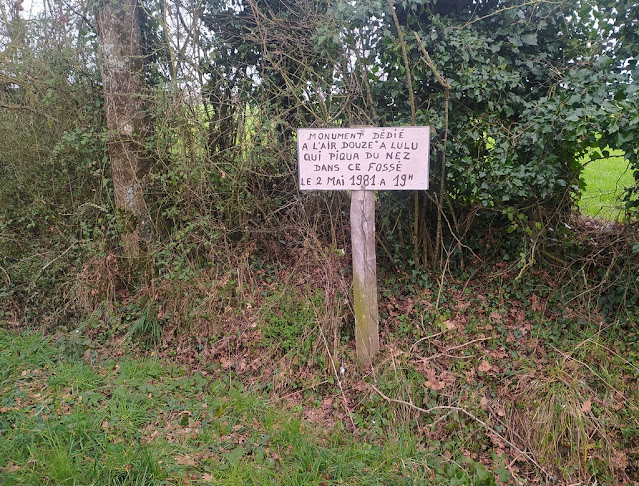 MONUMENT DÉDIÉ
A L'AIR DOUZE" A LULU
QUI PIQUA DU NEZ
DANS CE FOSSÉ
LE 2 MAI 1981 A 19H